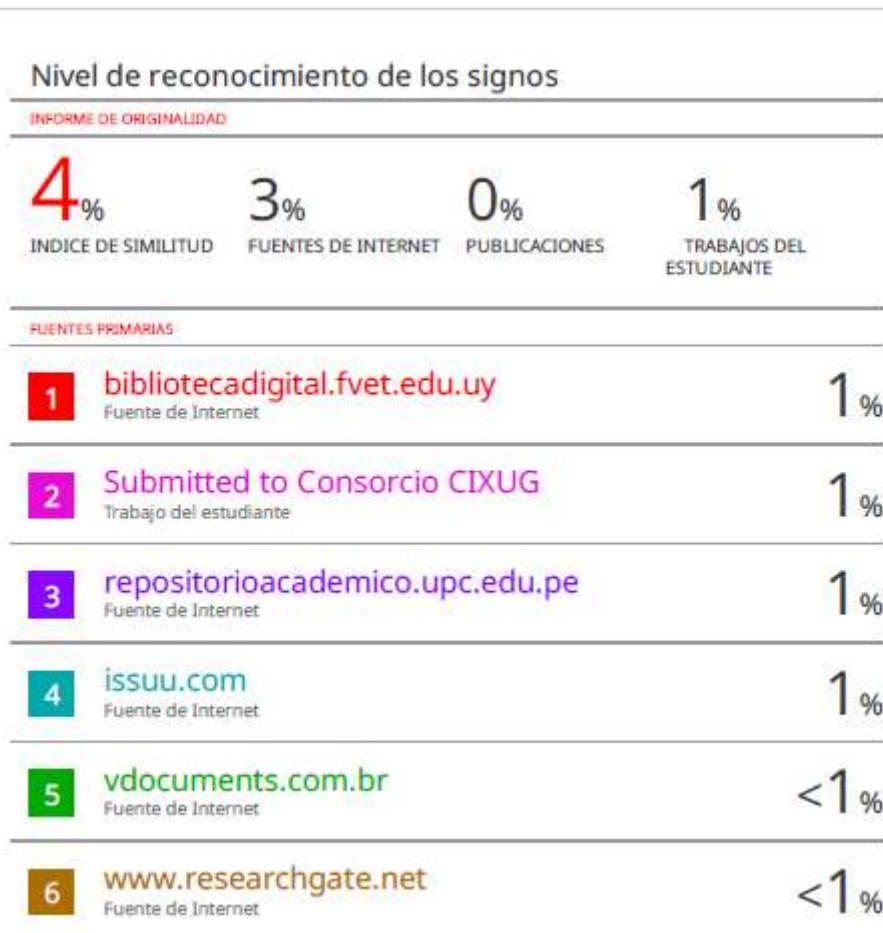 Nivel de reconocimiento de los signos
INFORME DE ORIGINALIDAD
4%
3%
0%
1%
INDICE DE SIMILITUD
FUENTES DE INTERNET
PUBLICACIONES
TRABAJOS DEL
ESTUDIANTE
FUENTES PRIMARIAS
1
bibliotecadigital.fvet.edu.uy
1%
Fuente de Internet
2
Submitted to Consorcio CIXUG
1%
Trabajo del estudiante
3
repositorioacademico.upc.edu.pe
1%
Fuente de Internet
4
issuu.com
1%
Fuente de Internet
5
vdocuments.com.br
<1%
Fuente de Internet
6
www.researchgate.net
<1%
Fuente de Internet